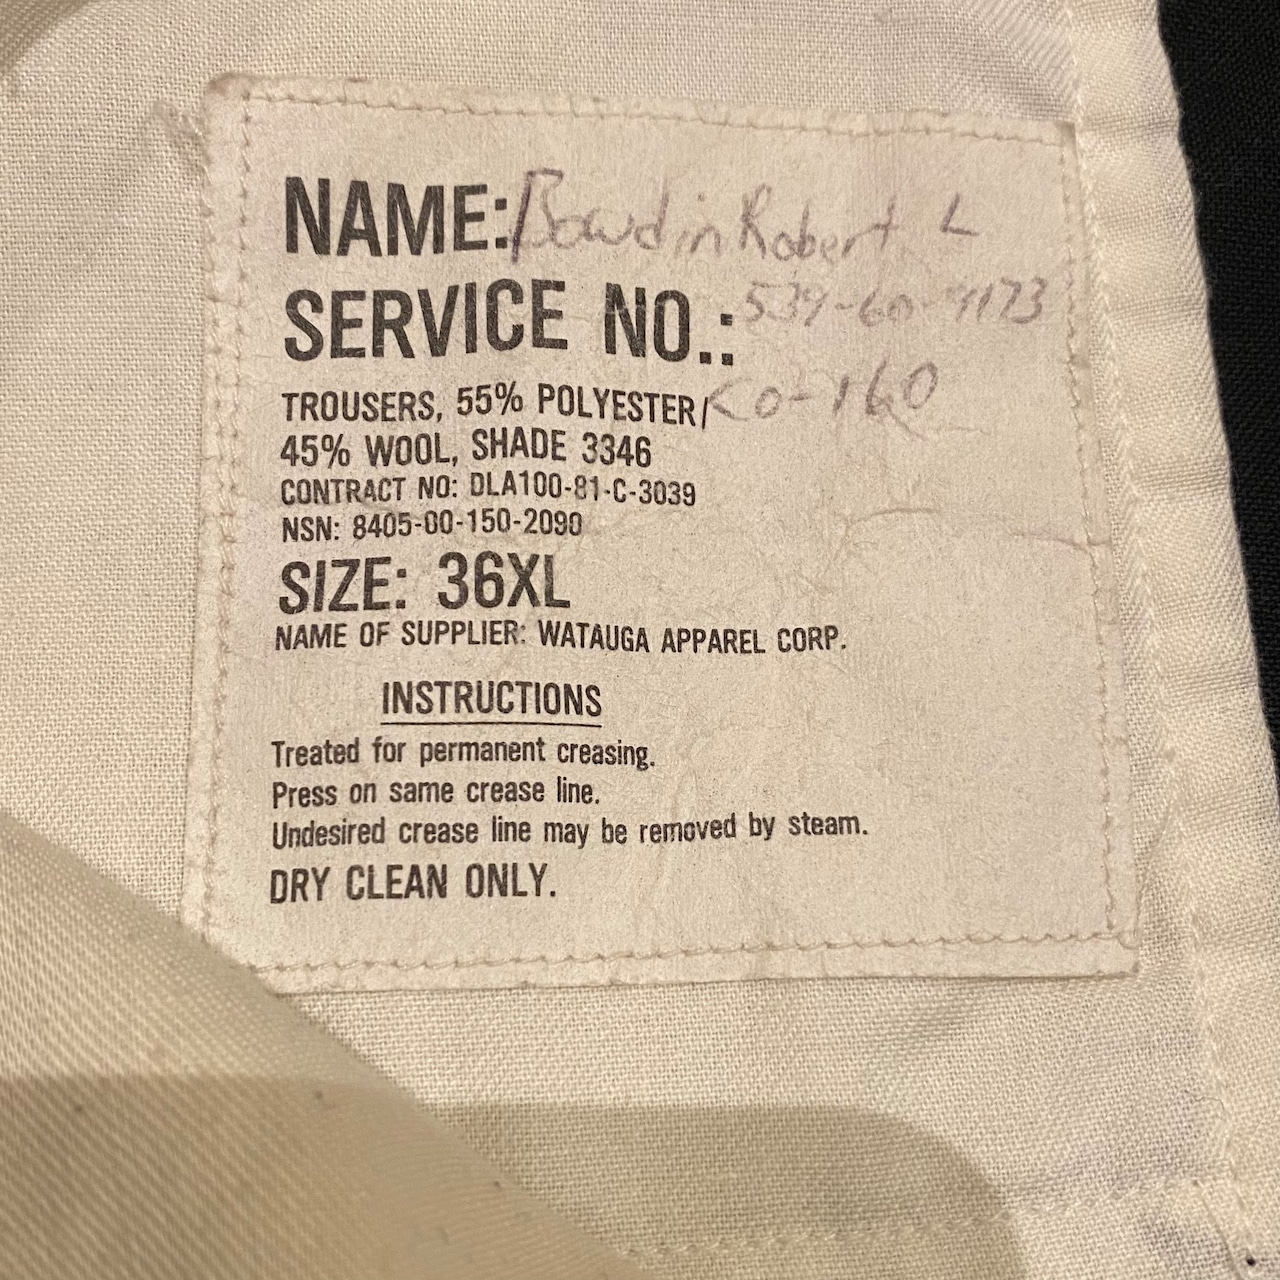 NAME: Bowdin Robert L
SERVICE NO.:
TROUSERS, 55% POLYESTER/
45% WOOL, SHADE 3346
CONTRACT NO: DLA100-81-C-3039
NSN: 8405-00-150-2090
SIZE: 36XL
NAME OF SUPPLIER: WATAUGA APPAREL CORP.
INSTRUCTIONS
Treated for permanent creasing.
Press on same crease line.
Undesired crease line may be removed by steam.
DRY CLEAN ONLY.